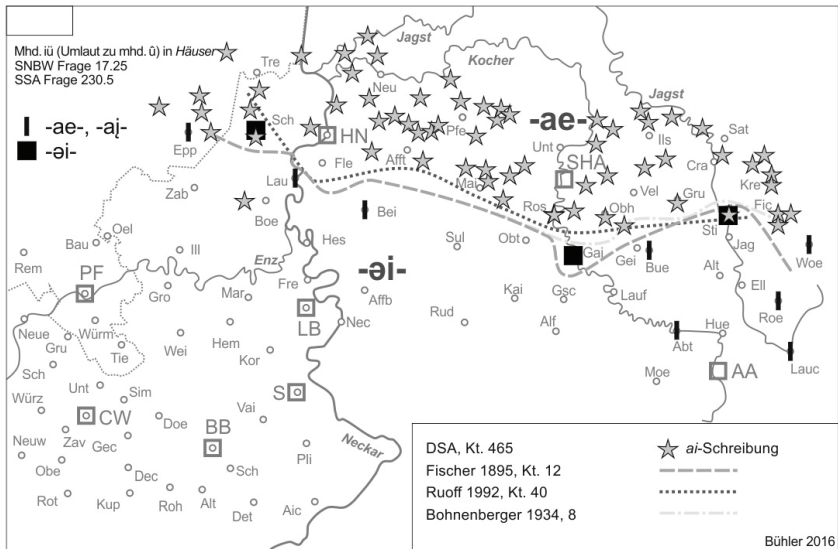 Mhd. iü (Umlaut zu mhd. û) in Häuser
SNBW Frage 17.25
SSA Frage 230.5
-ae-, -ai̯-
-əi-
Jagst
Kocher
Jagst
Tre
Neu
Sch
HN
Pfe
-ae-
Epp
Unt
Ils
Sat
Fle
Afft
SHA
Cra
Lau
Zab
Mai
Vel
Kre
Boe
Bei
Ros
Obh
Gru
Fic
Oel
Bau
Ill
Hes
Sul
Obt
Sti
Rem
Enz
-əi-
Gai
Gei
Bue
Jag
Woe
PF
Gro
Mar
Fre
Affb
Kai
Gsc
Lauf
Alt
Ell
Roe
LB
Neue
Würm
Nec
Rud
Alf
Gru
Tie
Wei
Hem
Kor
Abt
Hue
Sch
Lauc
Unt
Sim
S
Moe
AA
Würz
CW
Doe
Vai
BB
Neuw
Zav
Gec
Neckar
Pli
Obe
Dec
Sch
Rot
Kup
Roh
Alt
Det
Aic
DSA, Kt. 465
ai-Schreibung
Fischer 1895, Kt. 12
Ruoff 1992, Kt. 40
Bohnenberger 1934, 8
Bühler 2016